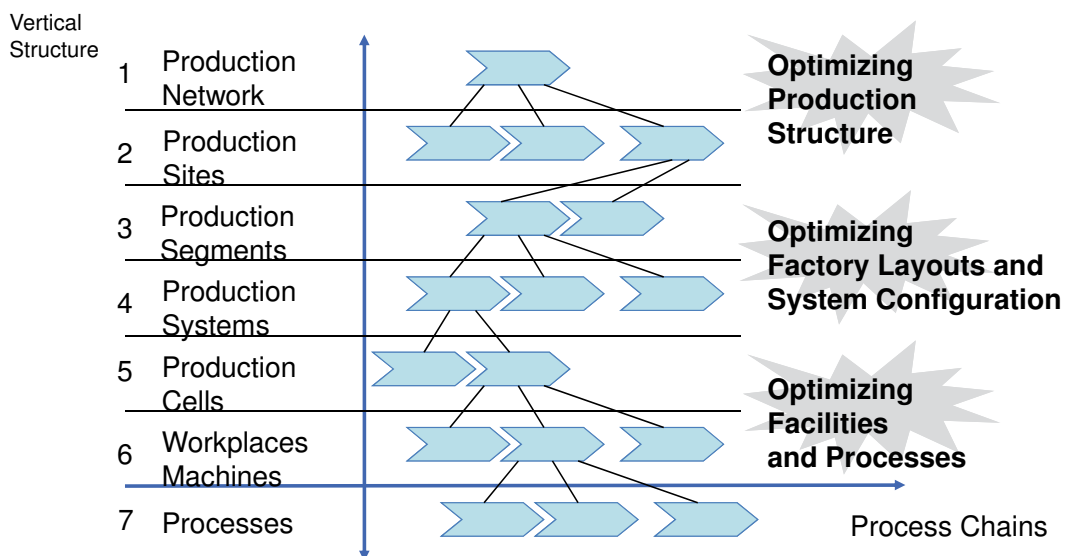 Vertical
Structure
1
Production
Network
Optimizing
Production
Structure
2
Production
Sites
3
Production
Segments
Optimizing
Factory Layouts and
System Configuration
4
Production
Systems
5
Production
Cells
Optimizing
Facilities
and Processes
6
Workplaces
Machines
7
Processes
Process Chains